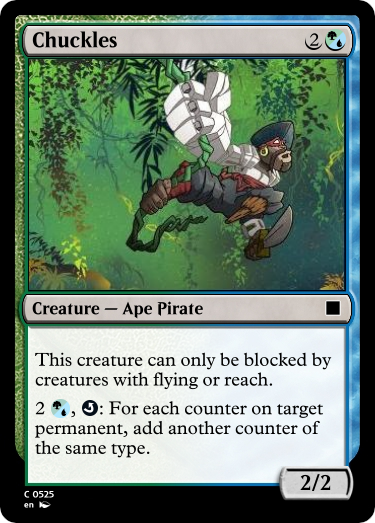 Chuckles 2
Creature — Ape Pirate
This creature can only be blocked by
creatures with flying or reach.
2 , : For each counter on target
permanent, add another counter of
the same type.
2/2
C 0525
en